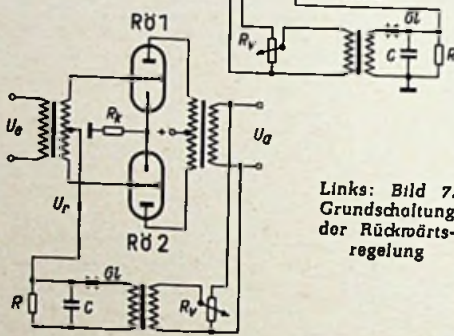 Rö1
Gl
Rv
C
R
Rk
+
Ue
Ua
Ur
Rö2
Links: Bild 7.
Grundschaltung
der Rückwärts-
regelung
Gl
R
C
Rv